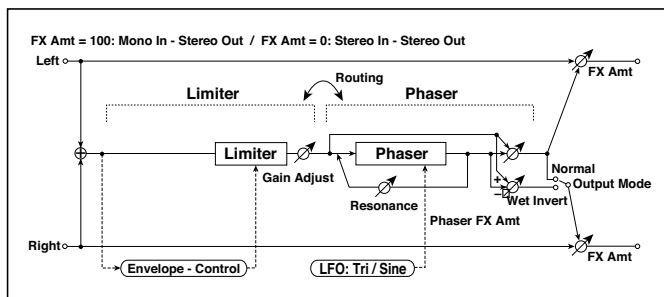 FX Amt = 100: Mono In - Stereo Out / FX Amt = 0: Stereo In - Stereo Out
Left
FX Amt
Routing
Limiter
Phaser
Limiter
Phaser
Gain Adjust
Resonance
+
−
Normal
Output Mode
Wet Invert
Phaser FX Amt
Right
FX Amt
Envelope - Control
LFO: Tri / Sine